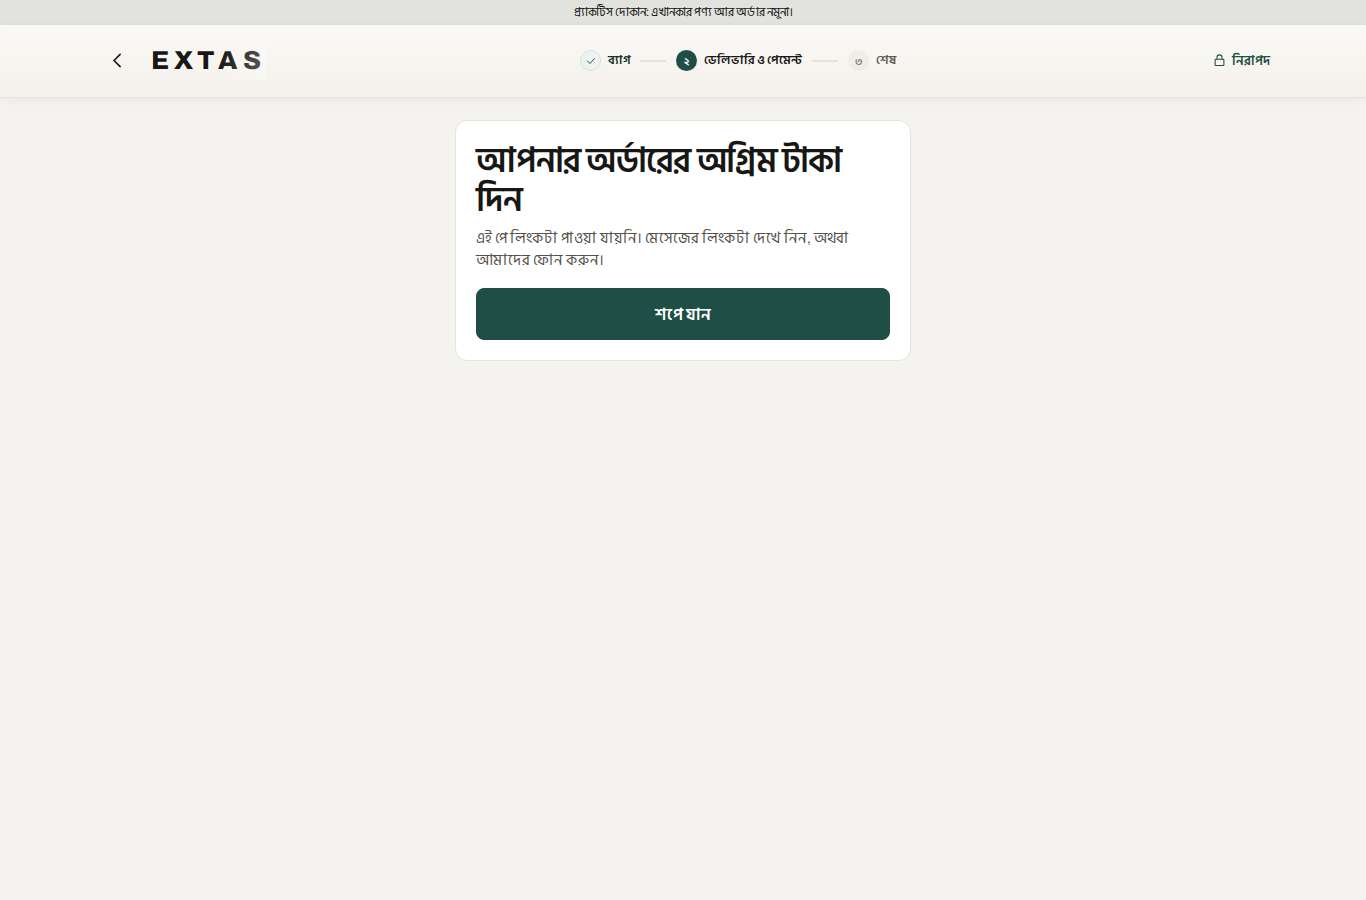 প্র্যাকটিস দোকান: এখানকার পণ্য আর অর্ডার নমুনা।
EXTAS
ব্যাগ
২ ডেলিভারি ও পেমেন্ট
৩ শেষ
নিরাপদ
আপনার অর্ডারের অগ্রিম টাকা
দিন
এই পে লিংকটা পাওয়া যায়নি। মেসেজের লিংকটা দেখে নিন, অথবা
আমাদের ফোন করুন।
শপে যান